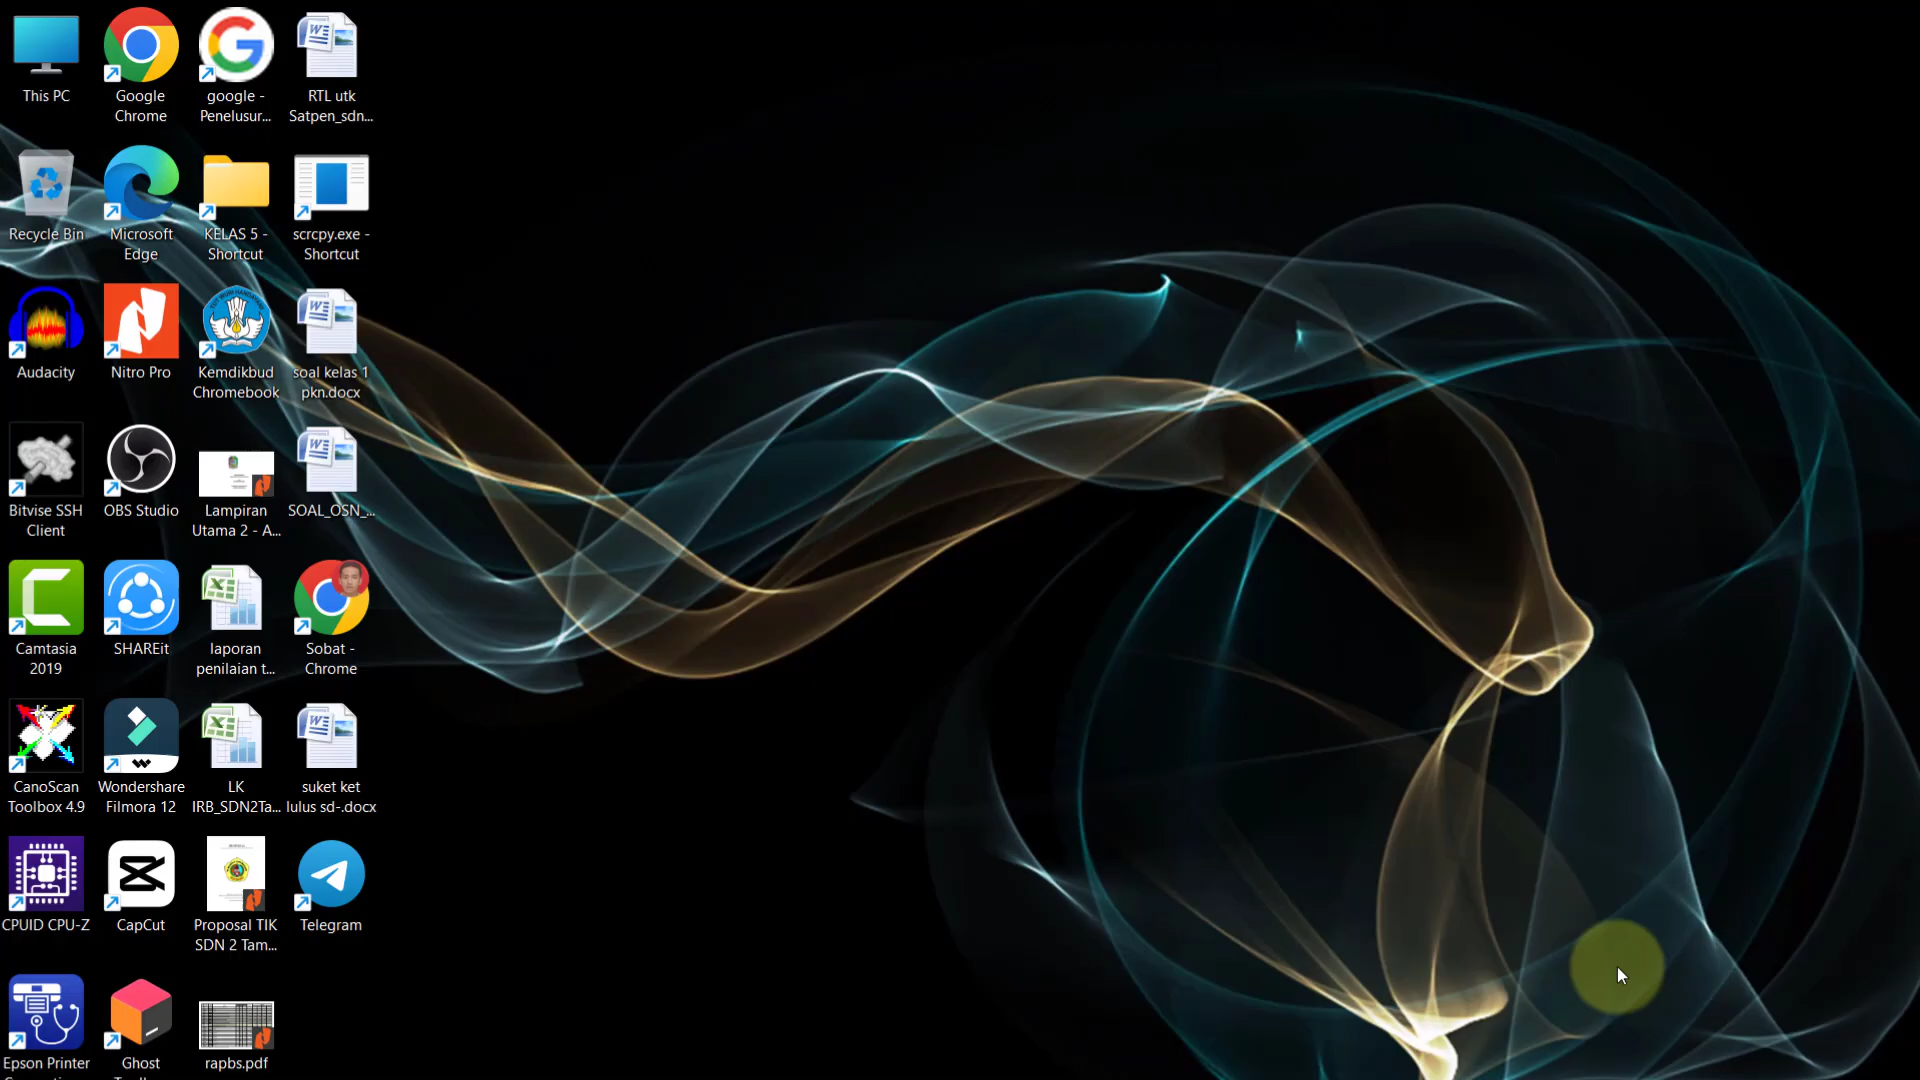 This PC
Google
Chrome
google -
Penelusur...
RTL utk
Satpen_sdn...
Recycle Bin
Microsoft
Edge
KELAS 5 -
Shortcut
scrcpy.exe -
Shortcut
Audacity
Nitro Pro
Kemdikbud
Chromebook
soal kelas 1
pkn.docx
Bitvise SSH
Client
OBS Studio
Lampiran
Utama 2 - A...
SOAL_OSN_...
Camtasia
2019
SHAREit
laporan
penilaian t...
Sobat -
Chrome
CanoScan
Toolbox 4.9
Wondershare
Filmora 12
LK
IRB_SDN2Ta...
suket ket
lulus sd-.docx
CPUID CPU-Z
CapCut
Proposal TIK
SDN 2 Tam...
Telegram
Epson Printer
Ghost
rapbs.pdf